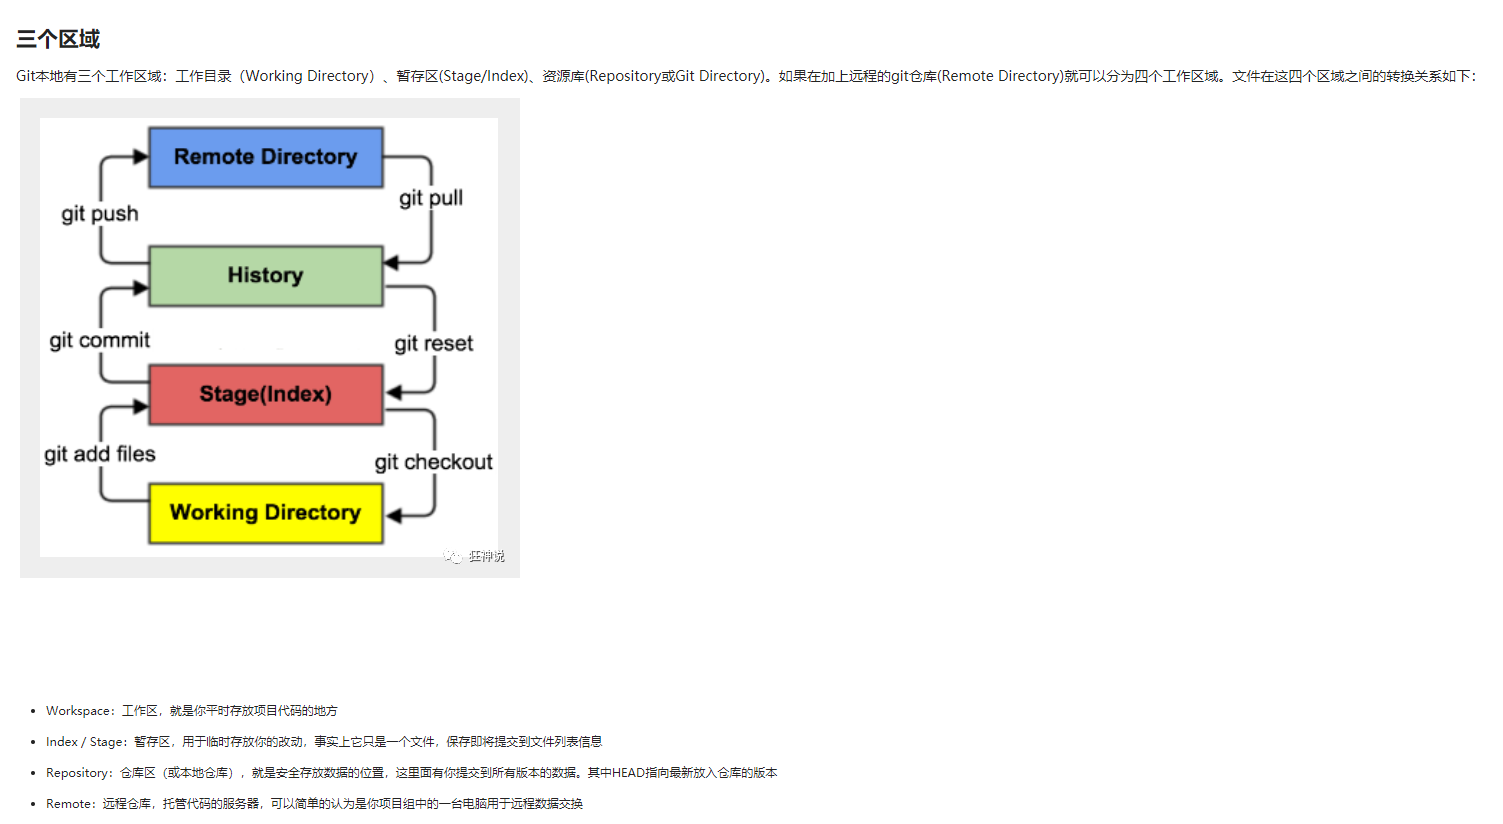 三个区域
Git本地有三个工作区域：工作目录（Working Directory）、暂存区(Stage/Index)、资源库(Repository或Git Directory)。如果在加上远程的git仓库(Remote Directory)就可以分为四个工作区域。文件在这四个区域之间的转换关系如下：
Remote Directory
git pull
git push
History
git commit
git reset
Stage(Index)
git add files
git checkout
Working Directory
狂神说
Workspace：工作区，就是你平时存放项目代码的地方
Index / Stage：暂存区，用于临时存放你的改动，事实上它只是一个文件，保存即将提交到文件列表信息
Repository：仓库区（或本地仓库），就是安全存放数据的位置，这里面有你提交到所有版本的数据。其中HEAD指向最新放入仓库的版本
Remote：远程仓库，托管代码的服务器，可以简单的认为是你项目组中的一台电脑用于远程数据交换